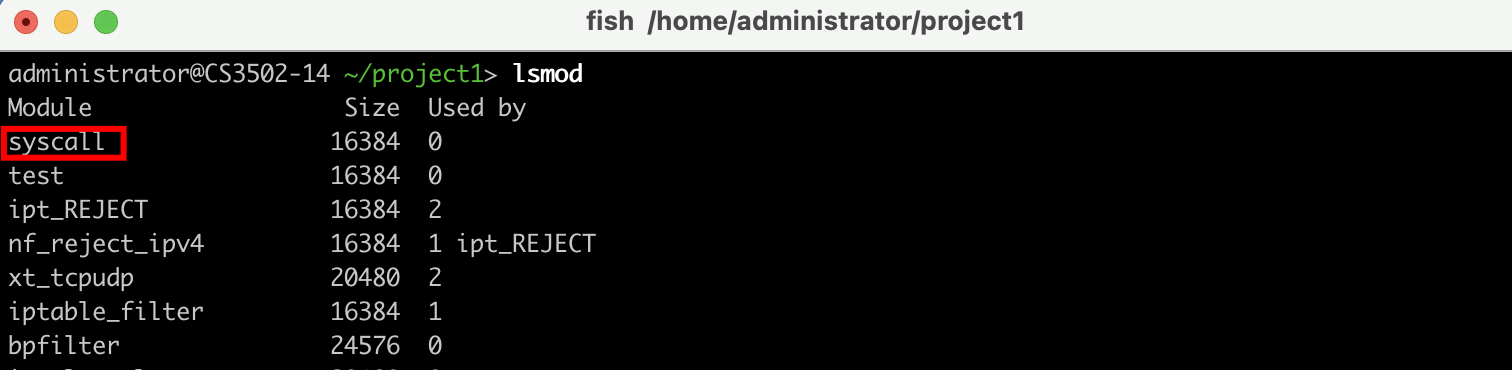 fish /home/administrator/project1
administrator@CS3502-14 ~/project1> lsmod
Module Size Used by
syscall 16384 0
test 16384 0
ipt_REJECT 16384 2
nf_reject_ipv4 16384 1 ipt_REJECT
xt_tcpudp 20480 2
iptable_filter 16384 1
bpfilter 24576 0